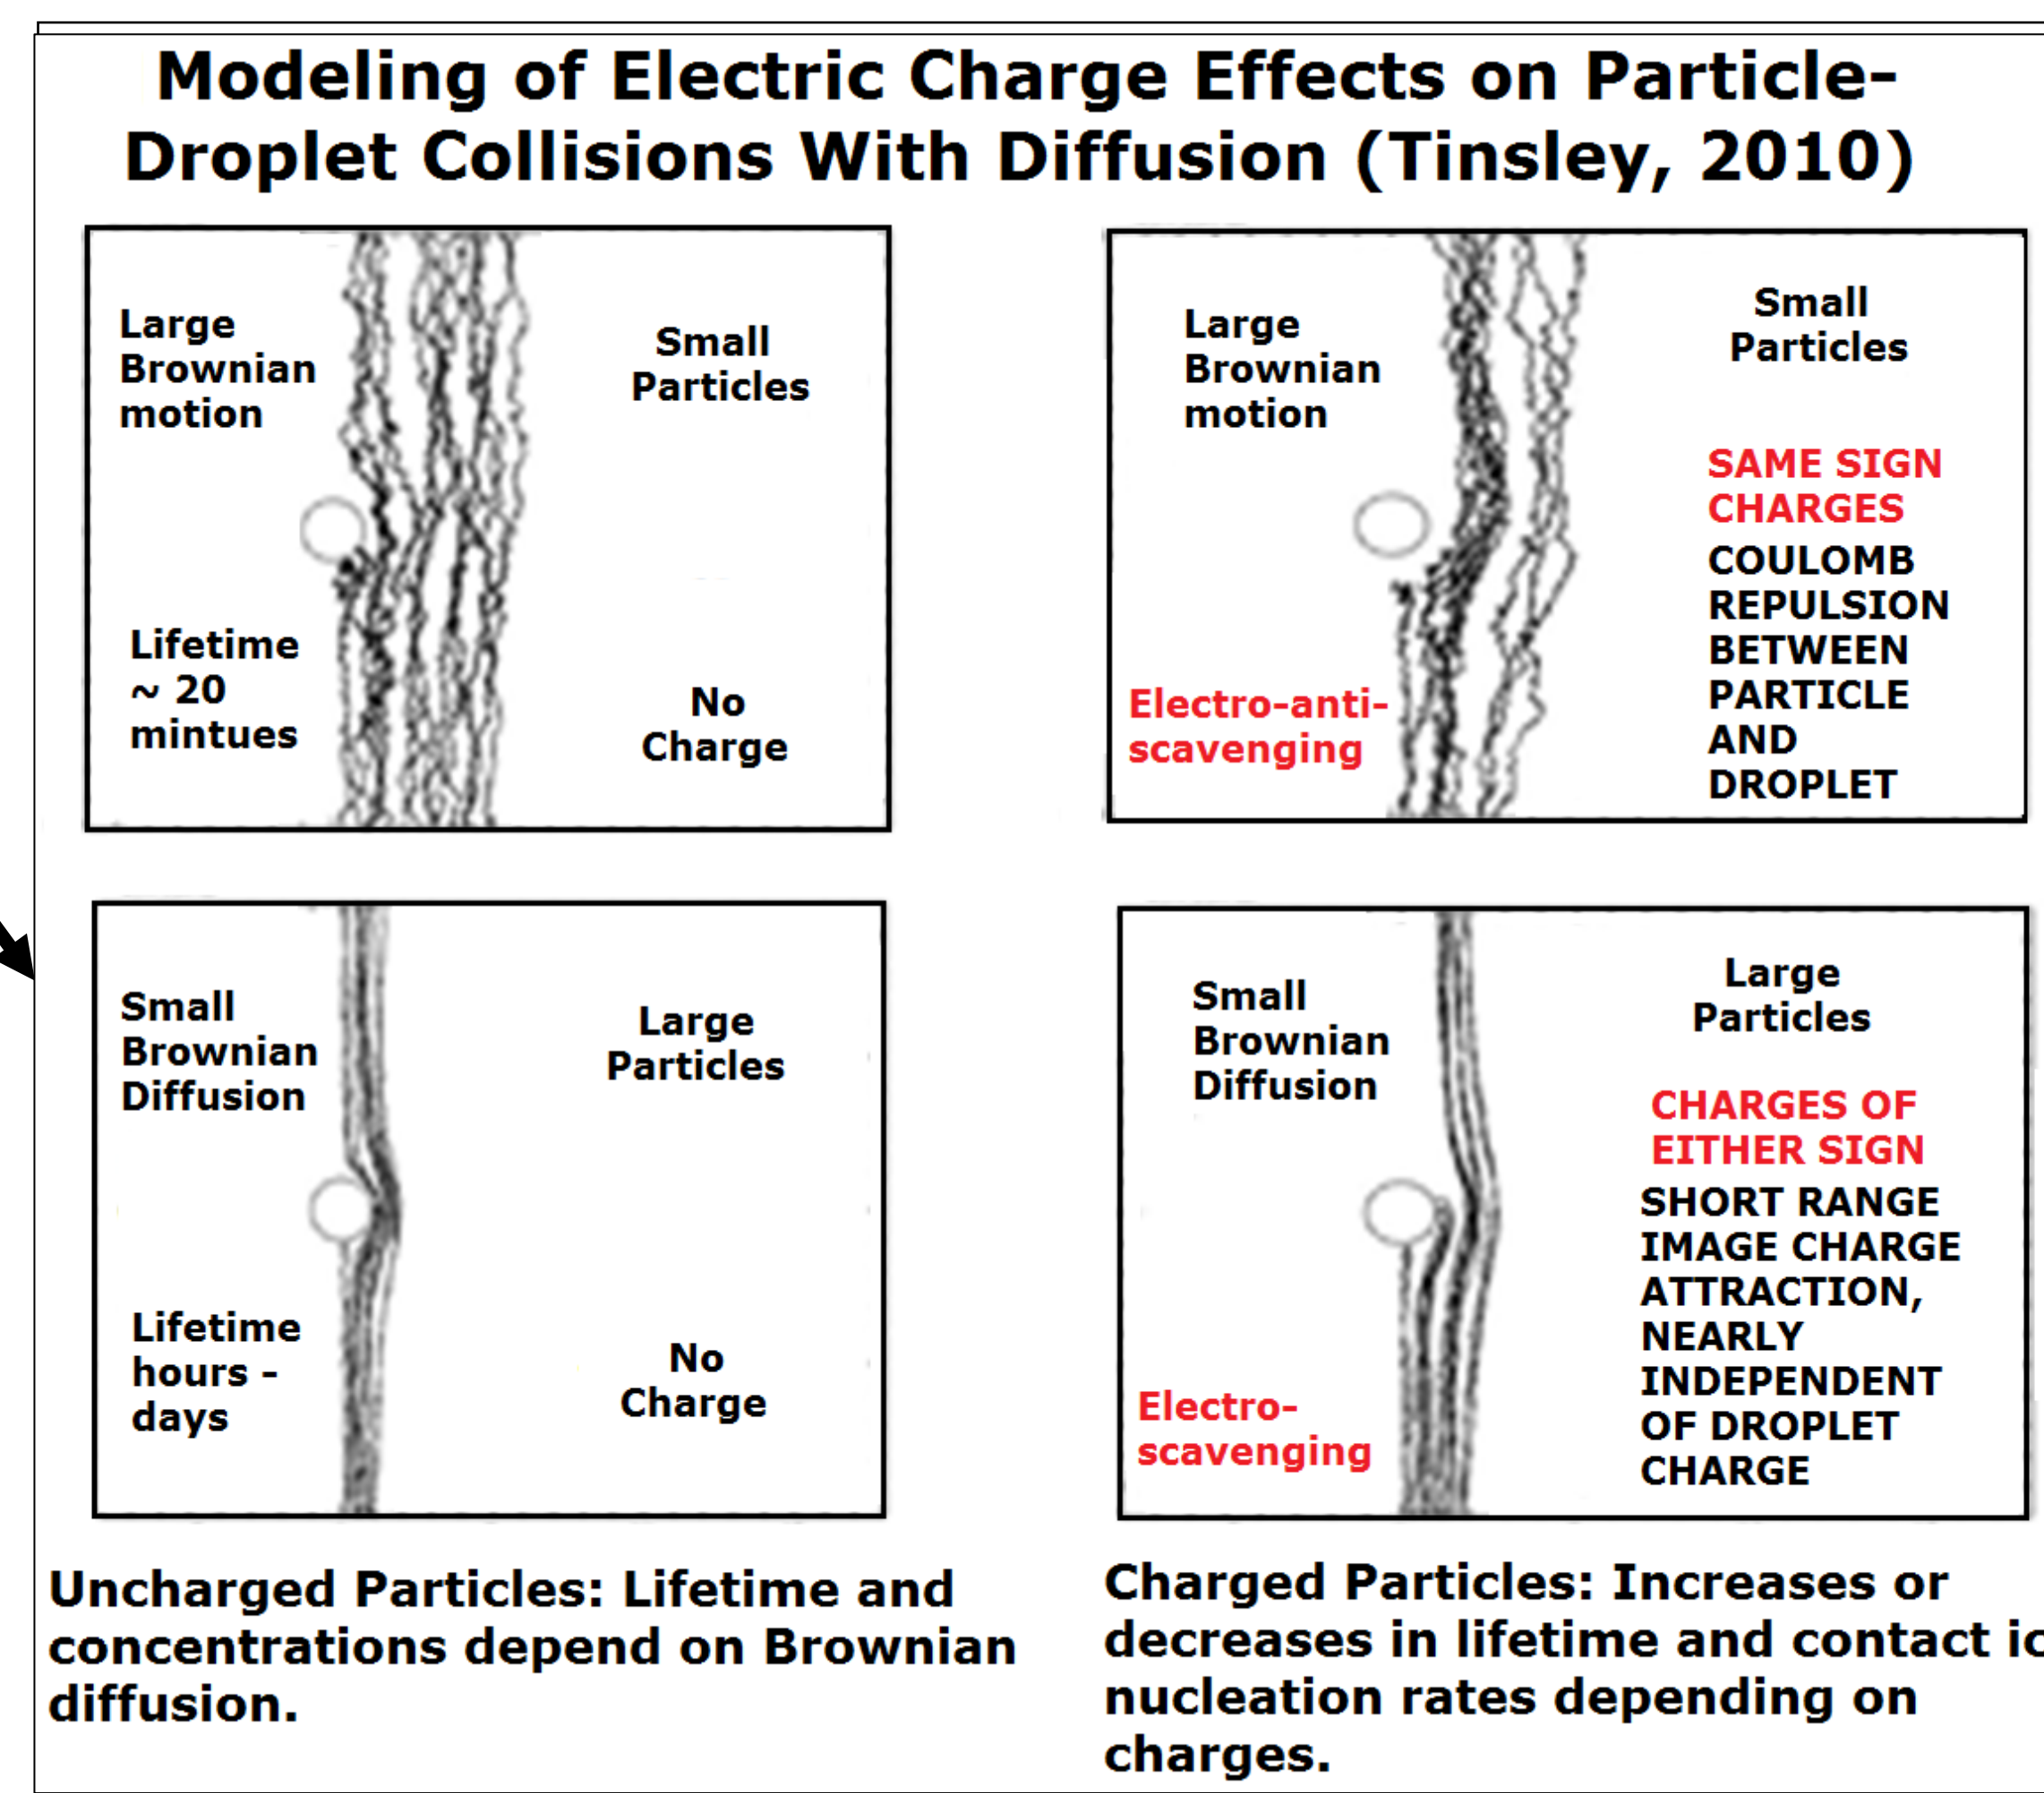 Modeling of Electric Charge Effects on Particle-
Droplet Collisions With Diffusion (Tinsley, 2010)
Large
Brownian
motion
Small
Particles
Lifetime
~ 20
mintues
No
Charge
Large
Brownian
motion
Small
Particles
SAME SIGN
CHARGES
COULOMB
REPULSION
BETWEEN
PARTICLE
AND
DROPLET
Electro-anti-
scavenging
Small
Brownian
Diffusion
Large
Particles
Lifetime
hours -
days
No
Charge
Small
Brownian
Diffusion
Large
Particles
CHARGES OF
EITHER SIGN
SHORT RANGE
IMAGE CHARGE
ATTRACTION,
NEARLY
INDEPENDENT
OF DROPLET
CHARGE
Electro-
scavenging
Uncharged Particles: Lifetime and
concentrations depend on Brownian
diffusion.
Charged Particles: Increases or
decreases in lifetime and contact
nucleation rates depending on
charges.